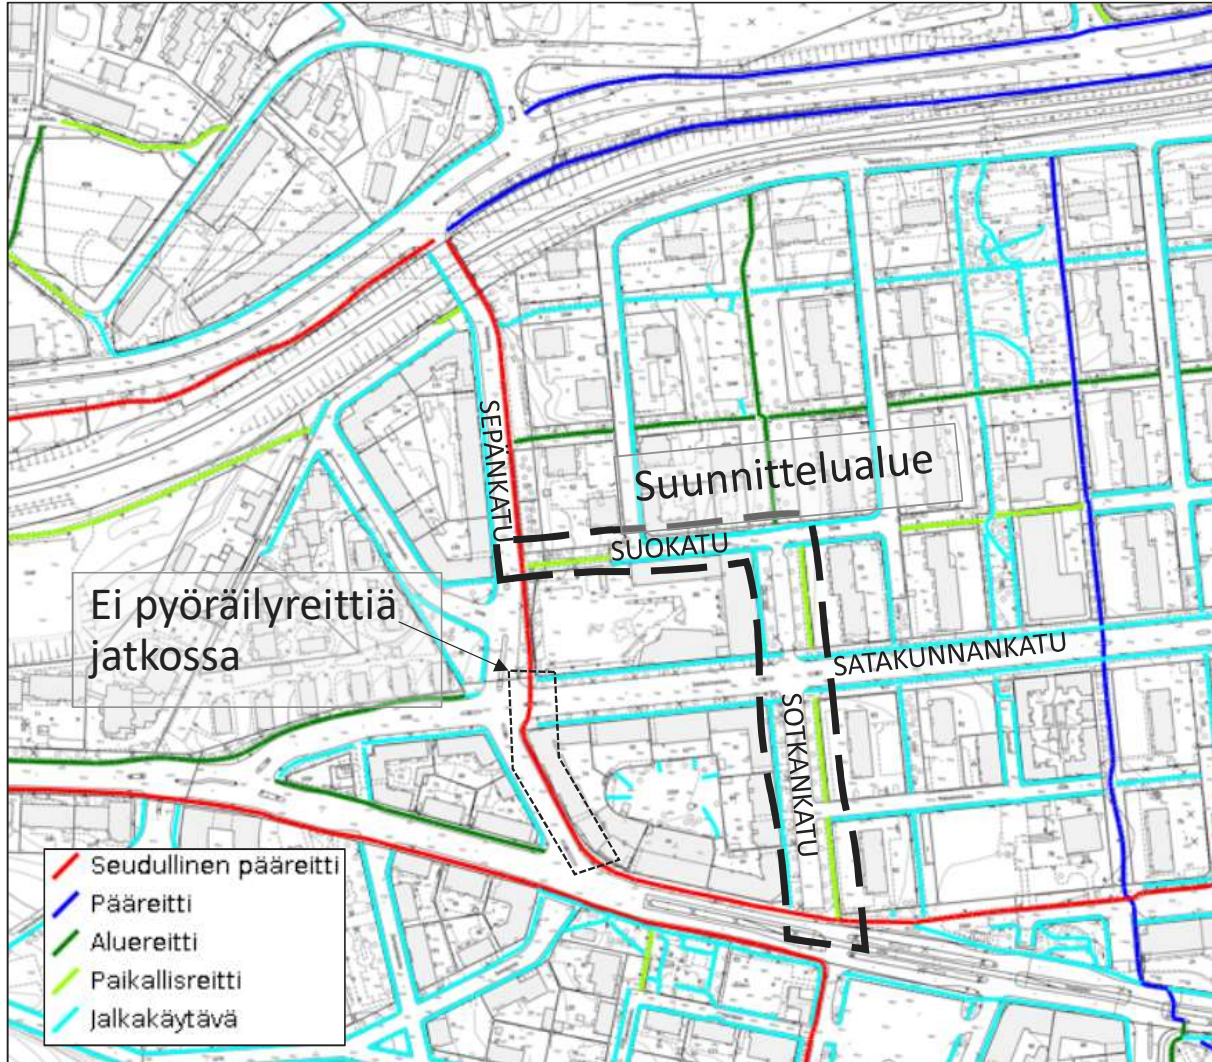 SEPÄNKATU
Suunnittelualue
SUOKATU
Ei pyöräilyreittiä
jatkossa
SATAKUNNANKATU
SOTKANKATU
Seudullinen pääreitti
Pääreitti
Aluereitti
Paikallisreitti
Jalkakäytävä